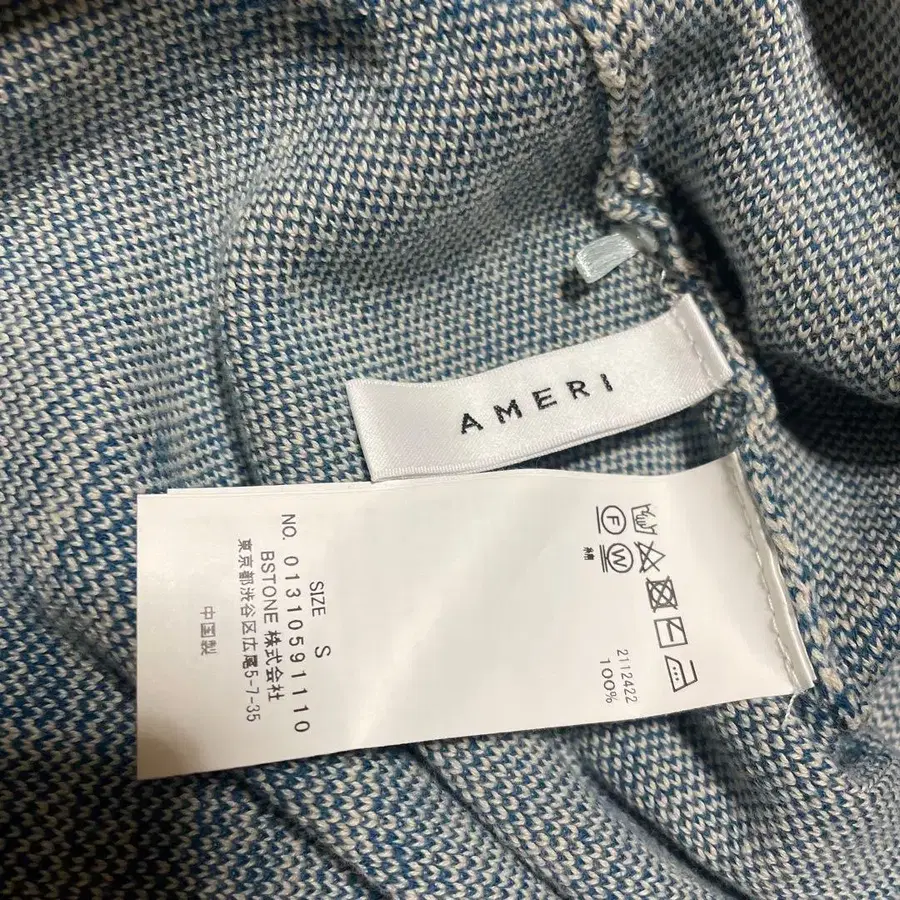 AMERI
F W
2112422
100%
SIZE S
NO. 01310591110
BSTONE 株式会社
東京都渋谷区広尾5-7-35
中国製